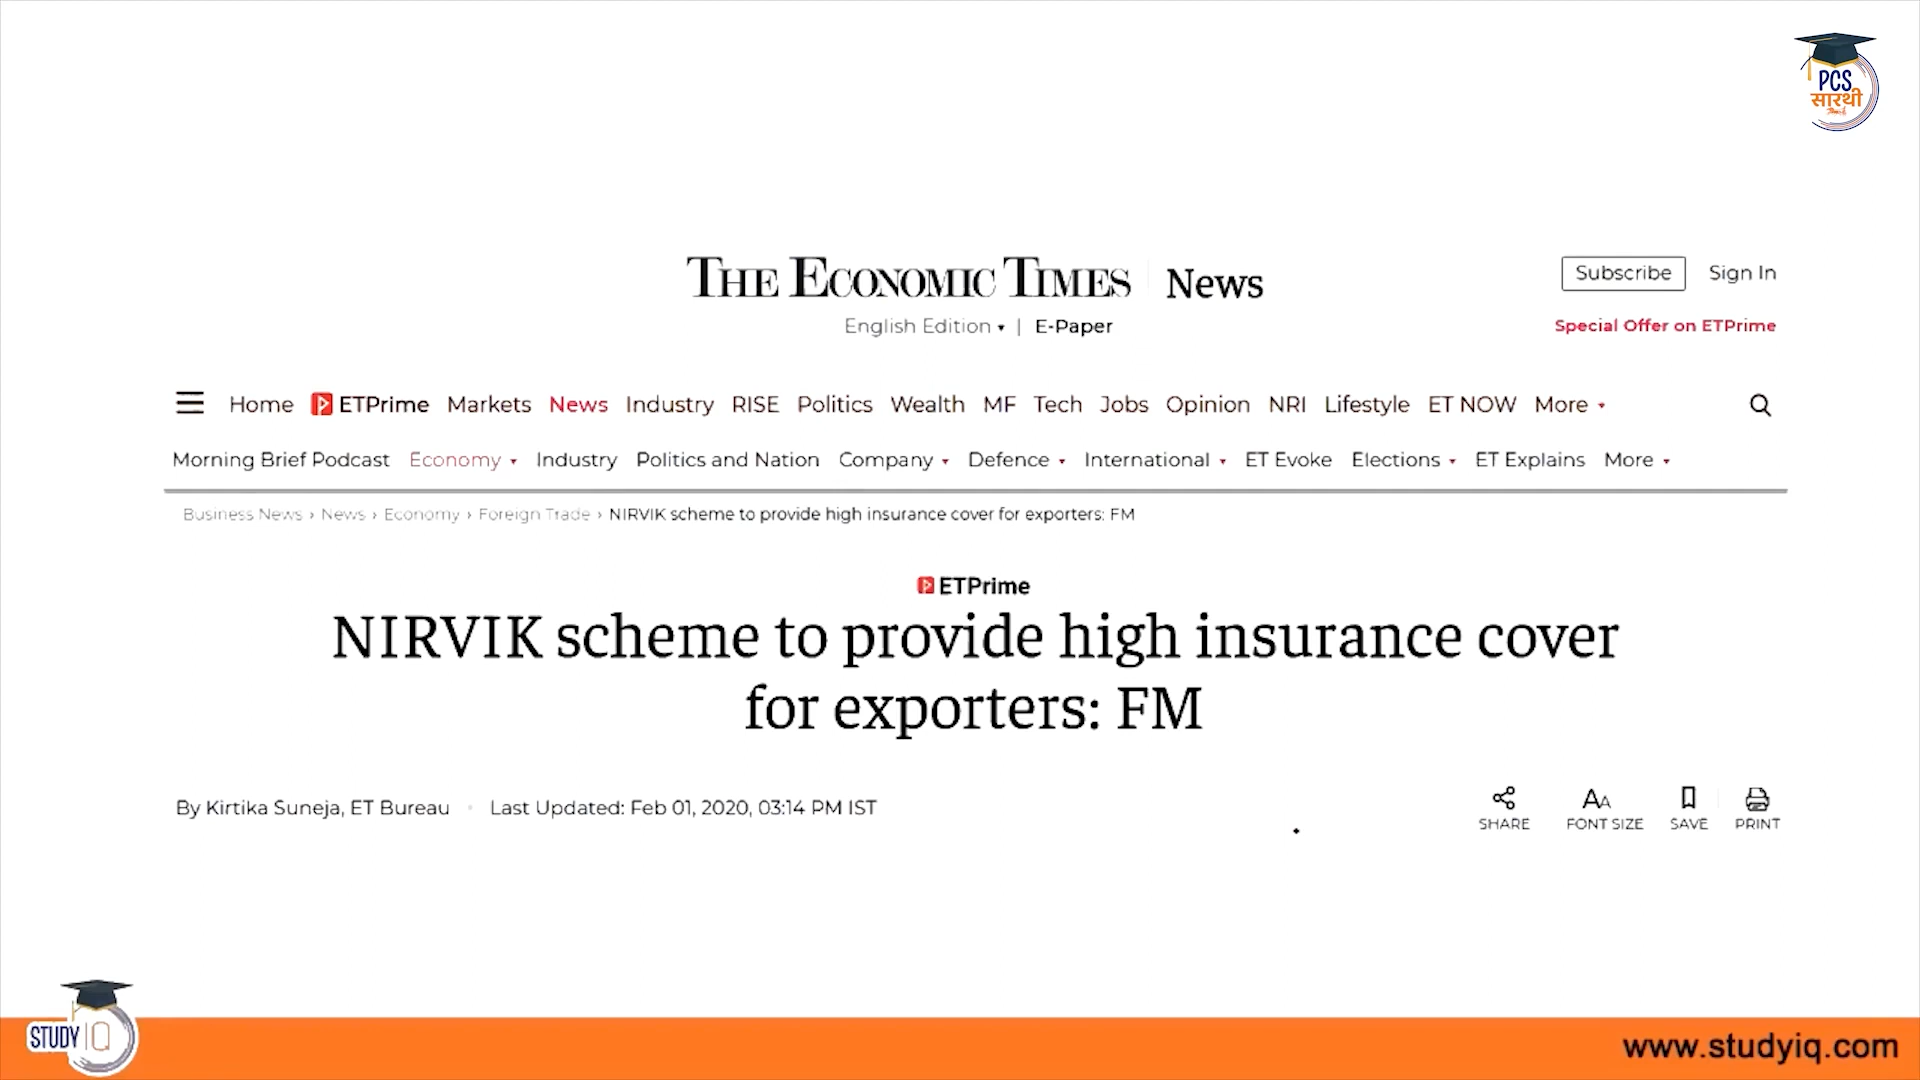 PCS
सारथी
THE ECONOMIC TIMES News
Subscribe Sign In
English Edition ▾ | E-Paper
Special Offer on ETPrime
Home ETPrime Markets News Industry RISE Politics Wealth MF Tech Jobs Opinion NRI Lifestyle ET NOW More
Morning Brief Podcast Economy Industry Politics and Nation Company Defence International ET Evoke Elections ET Explains More
Business News › News › Economy › Foreign Trade › NIRVIK scheme to provide high insurance cover for exporters: FM
ETPrime
NIRVIK scheme to provide high insurance cover
for exporters: FM
By Kirtika Suneja, ET Bureau • Last Updated: Feb 01, 2020, 03:14 PM IST
SHARE FONT SIZE SAVE PRINT
STUDY IQ
www.studyiq.com